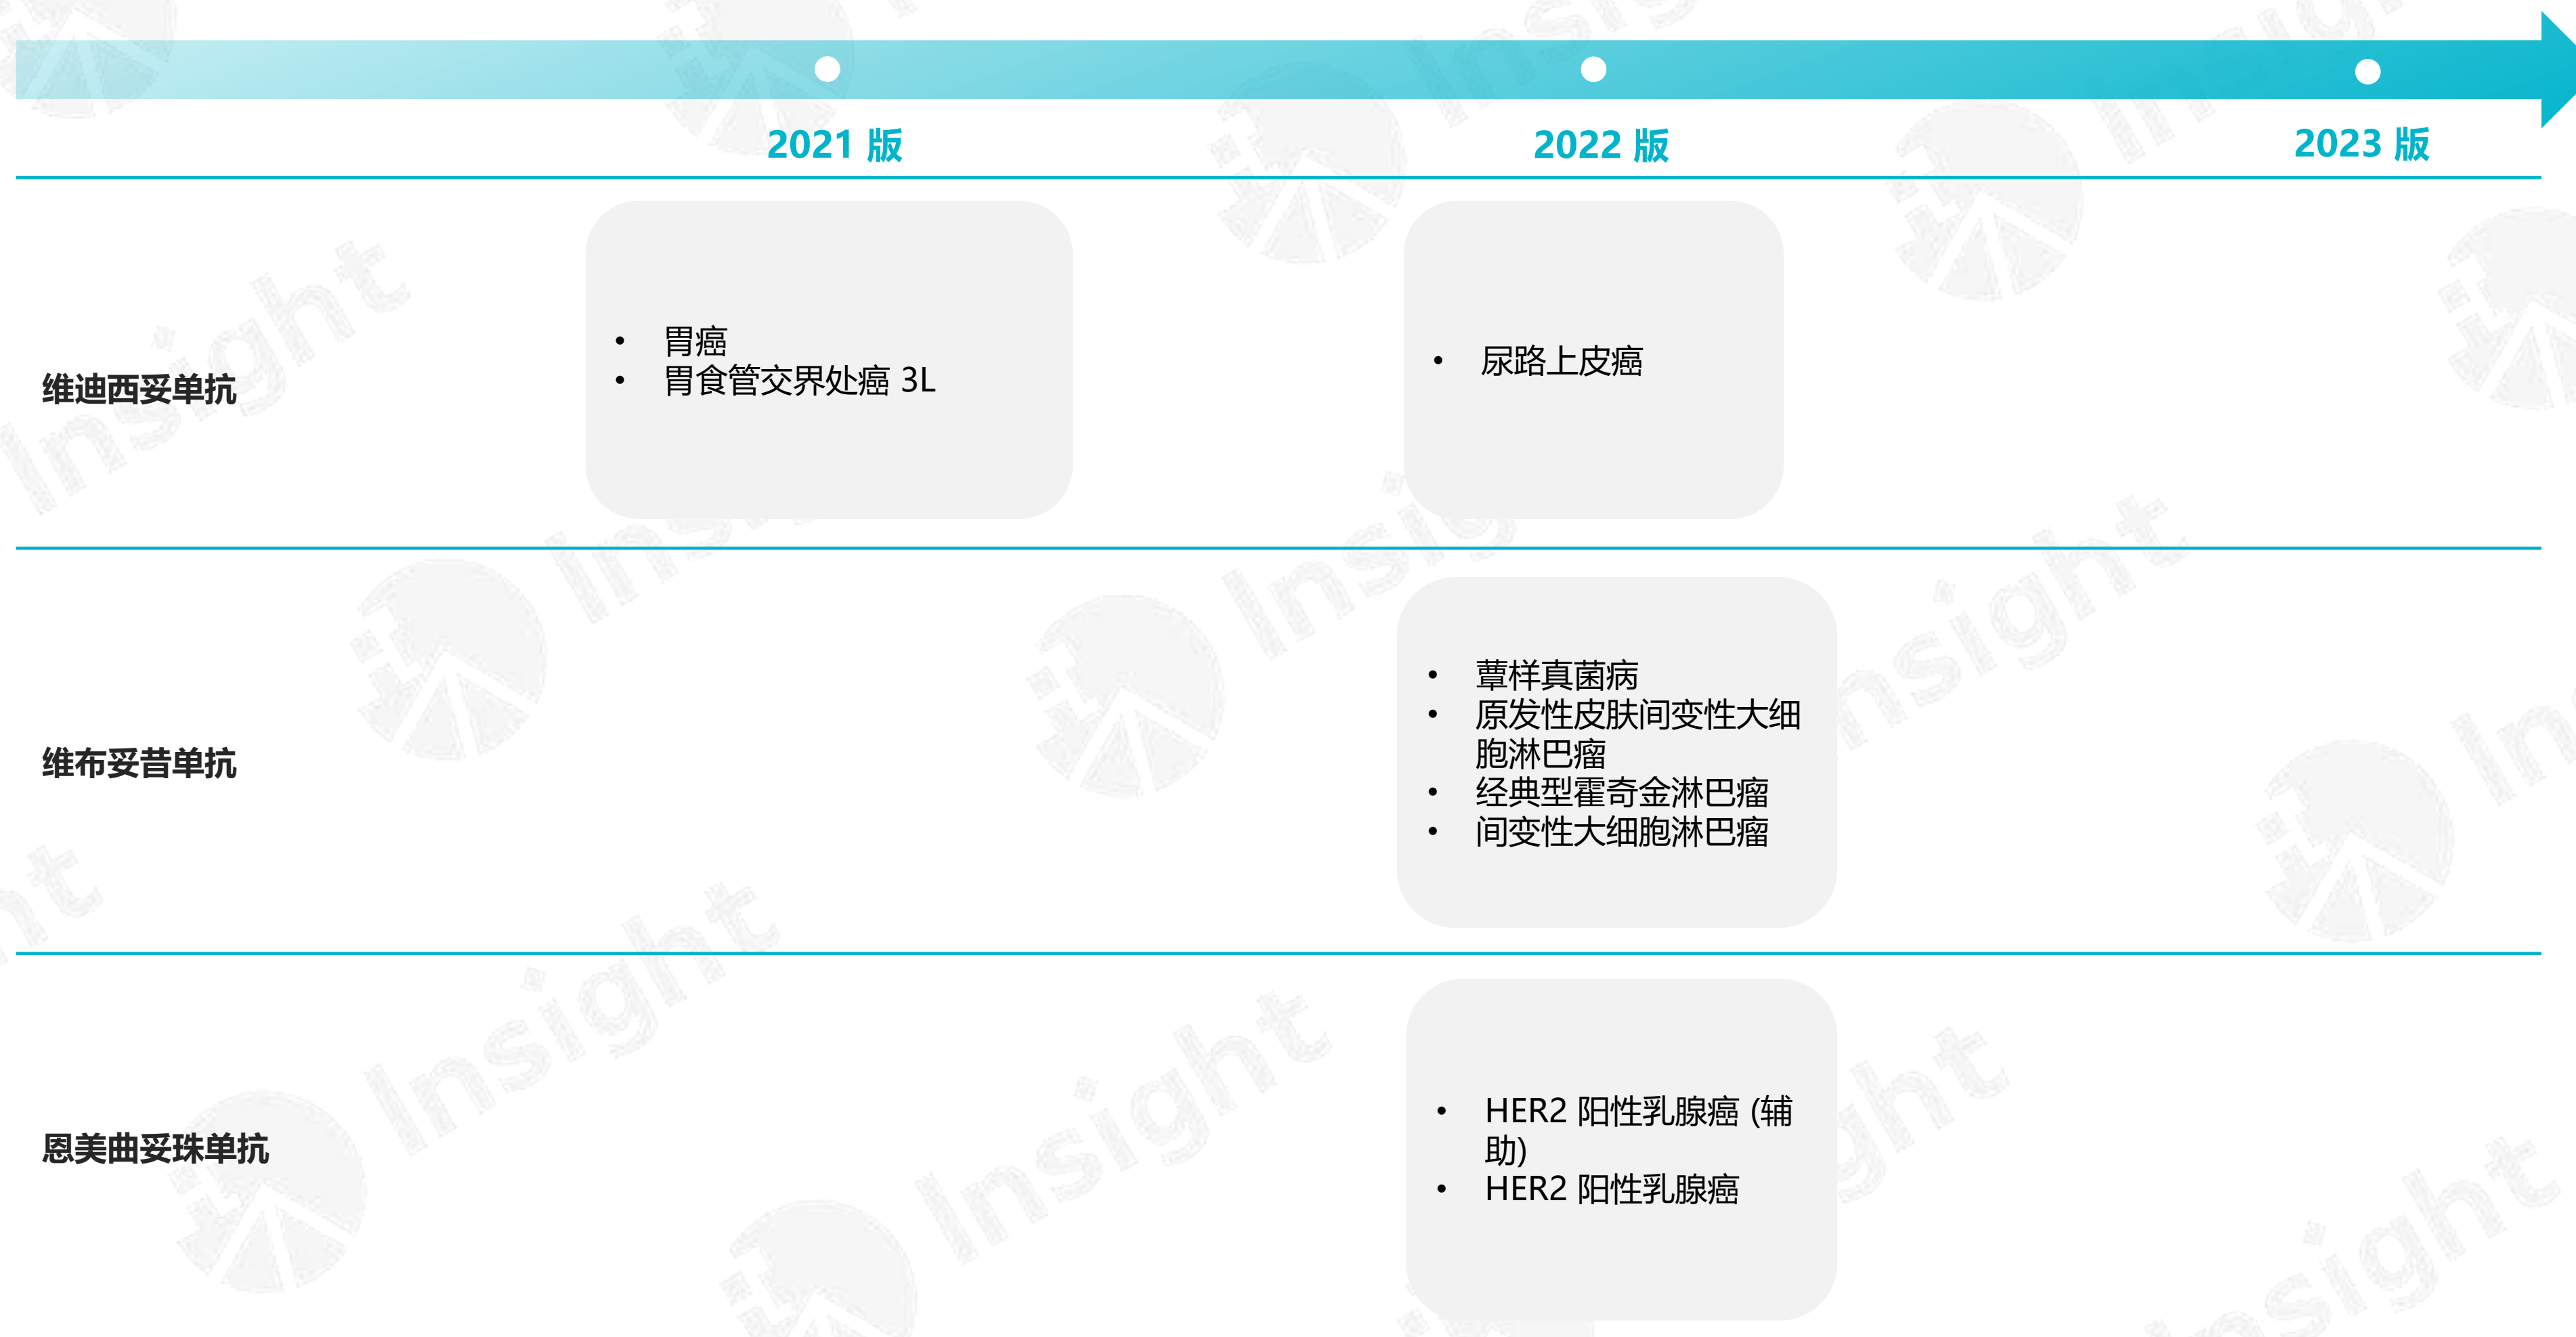 2021 版
2022 版
2023 版
维迪西妥单抗
• 胃癌
• 胃食管交界处癌 3L
• 尿路上皮癌
维布妥昔单抗
• 蕈样真菌病
• 原发性皮肤间变性大细
胞淋巴瘤
• 经典型霍奇金淋巴瘤
• 间变性大细胞淋巴瘤
恩美曲妥珠单抗
• HER2 阳性乳腺癌 (辅
助)
• HER2 阳性乳腺癌
Insight